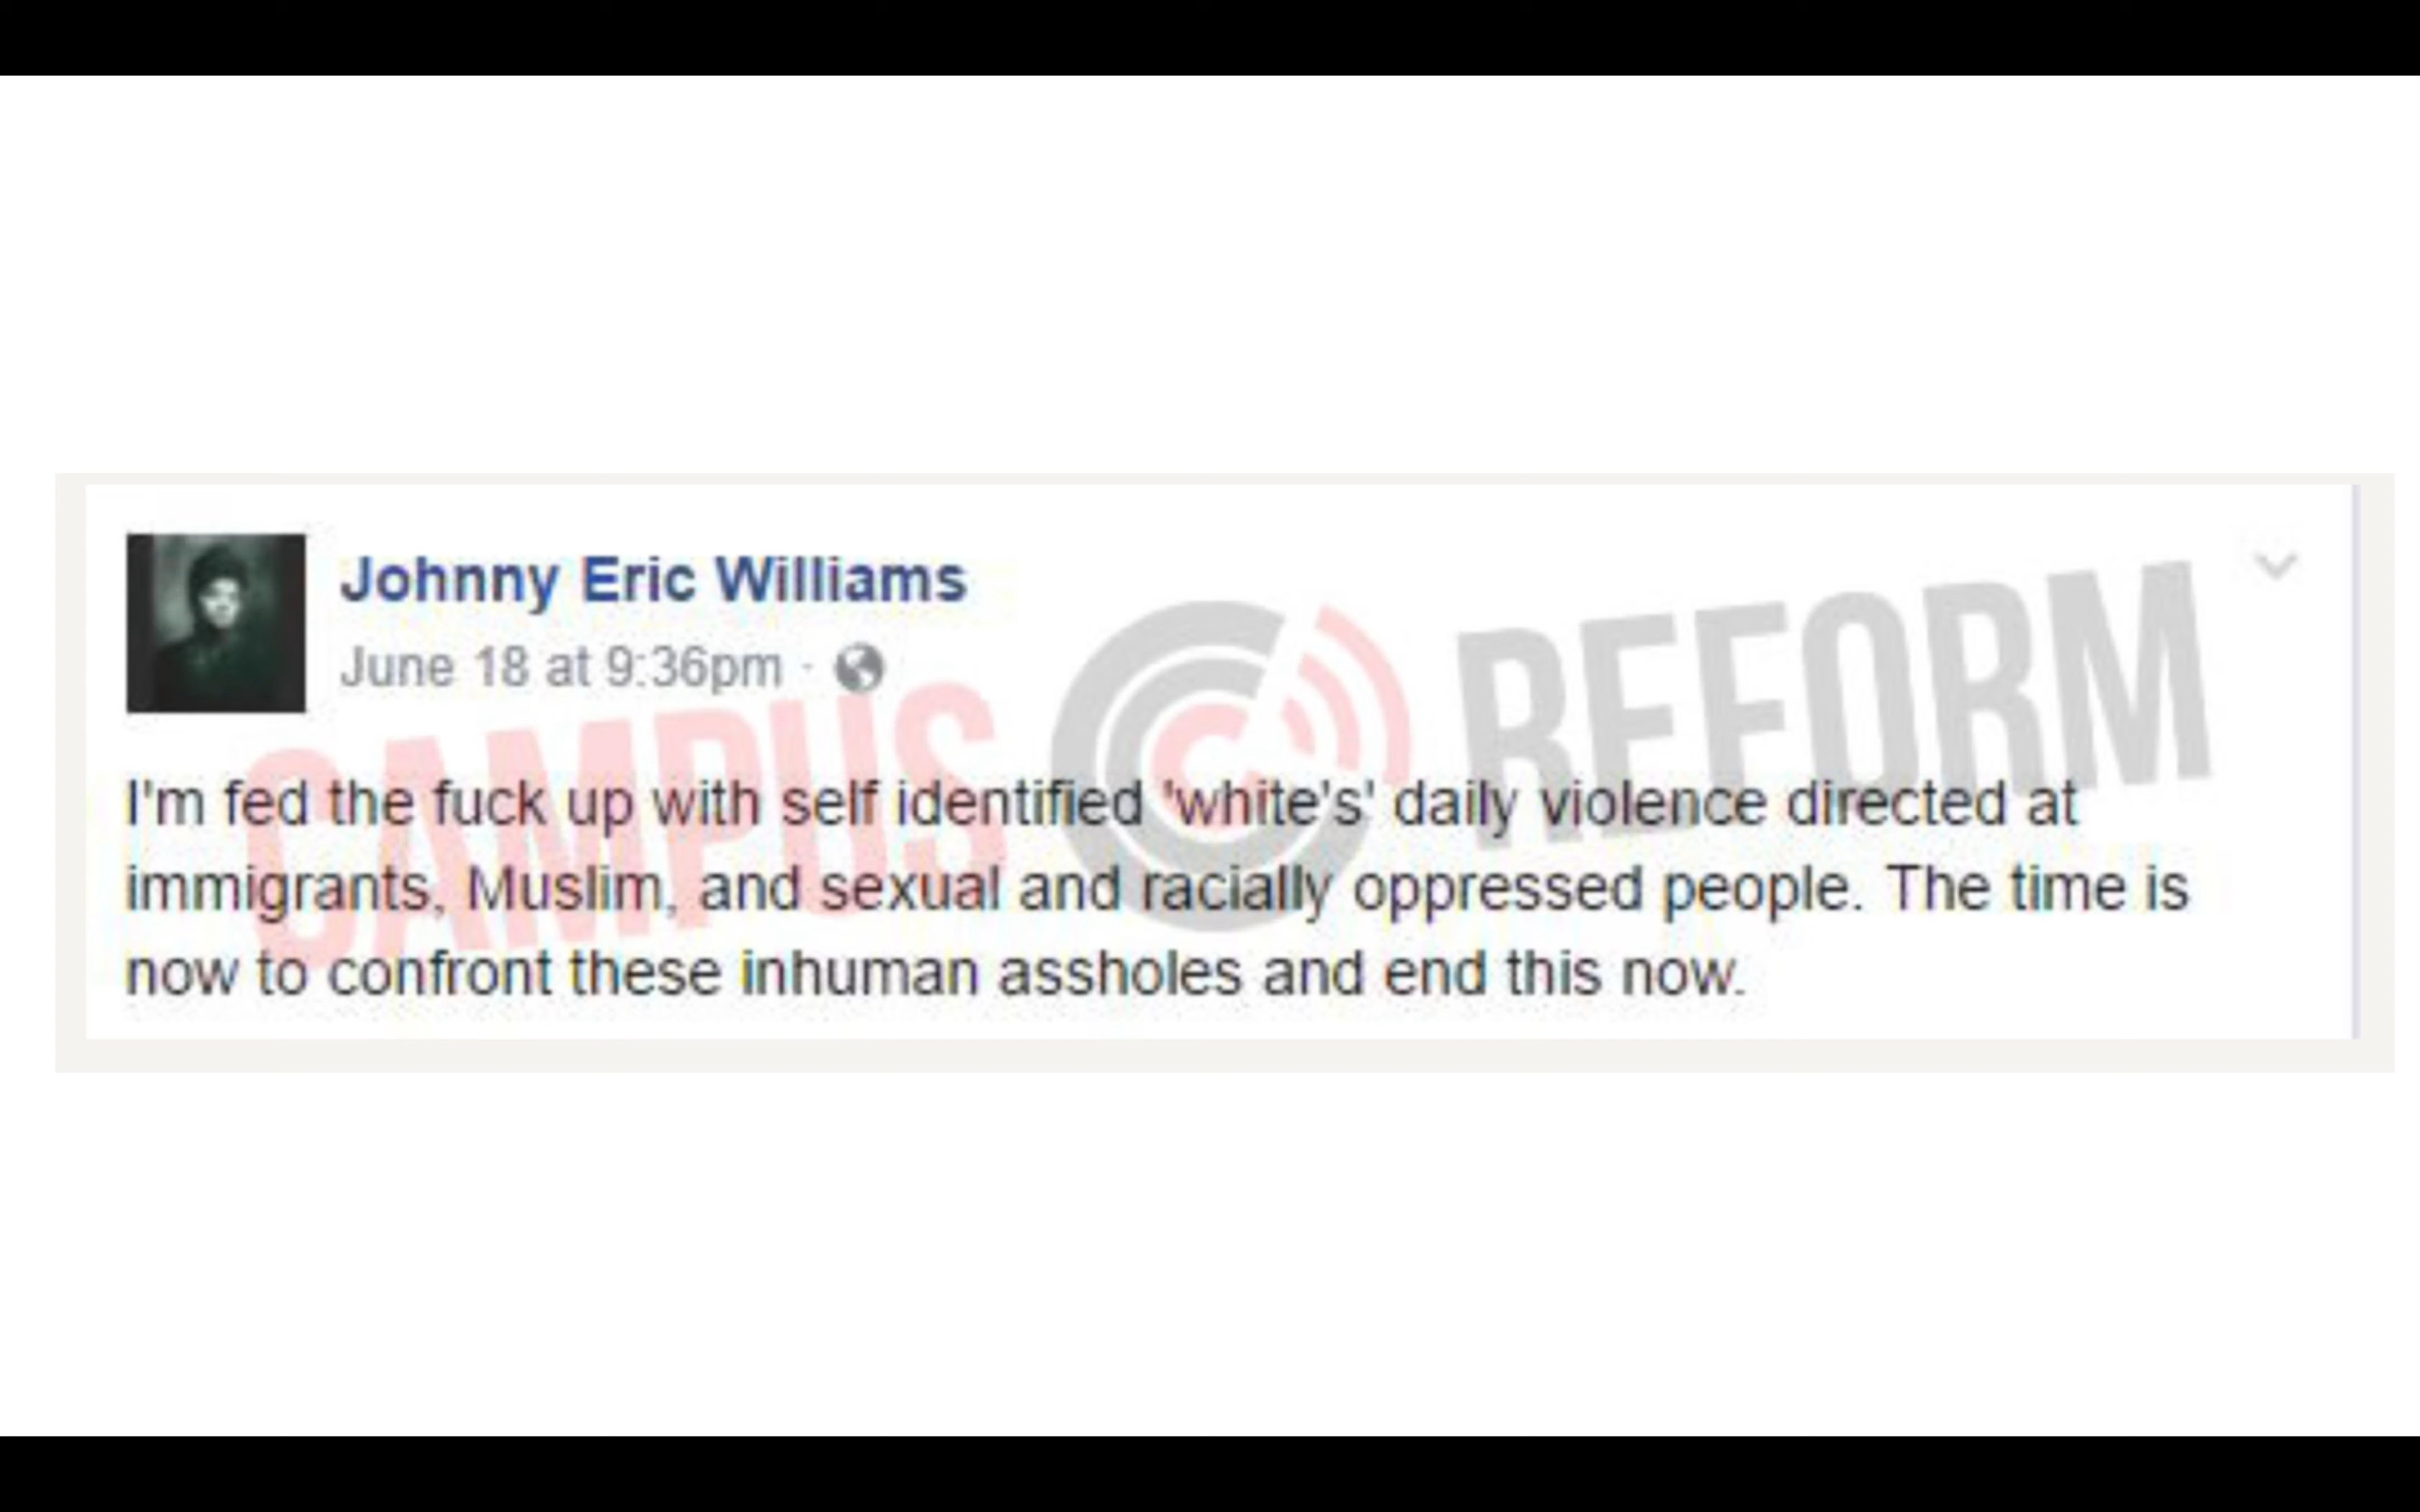 Johnny Eric Williams
June 18 at 9:36pm ·
CAMPUS REFORM
I'm fed the fuck up with self identified 'white's' daily violence directed at
immigrants, Muslim, and sexual and racially oppressed people. The time is
now to confront these inhuman assholes and end this now.